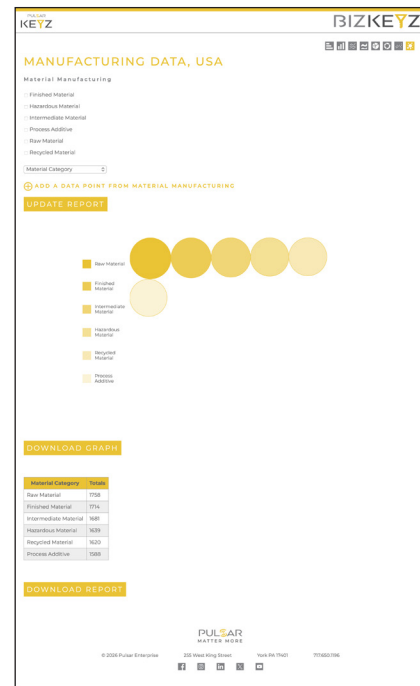 PULSAR
KEYZ
BIZKEYZ
MANUFACTURING DATA, USA
Material Manufacturing
Finished Material
Hazardous Material
Intermediate Material
Process Additive
Raw Material
Recycled Material
Material Category
ADD A DATA POINT FROM MATERIAL MANUFACTURING
UPDATE REPORT
Raw Material
Finished
Material
Intermediate
Material
Hazardous
Material
Recycled
Material
Process
Additive
DOWNLOAD GRAPH
Material Category Totals
Raw Material 1758
Finished Material 1714
Intermediate Material 1681
Hazardous Material 1639
Recycled Material 1620
Process Additive 1588
DOWNLOAD REPORT
PULSAR
MATTER MORE
© 2026 Pulsar Enterprise 255 West King Street York PA 17401 717.650.1196